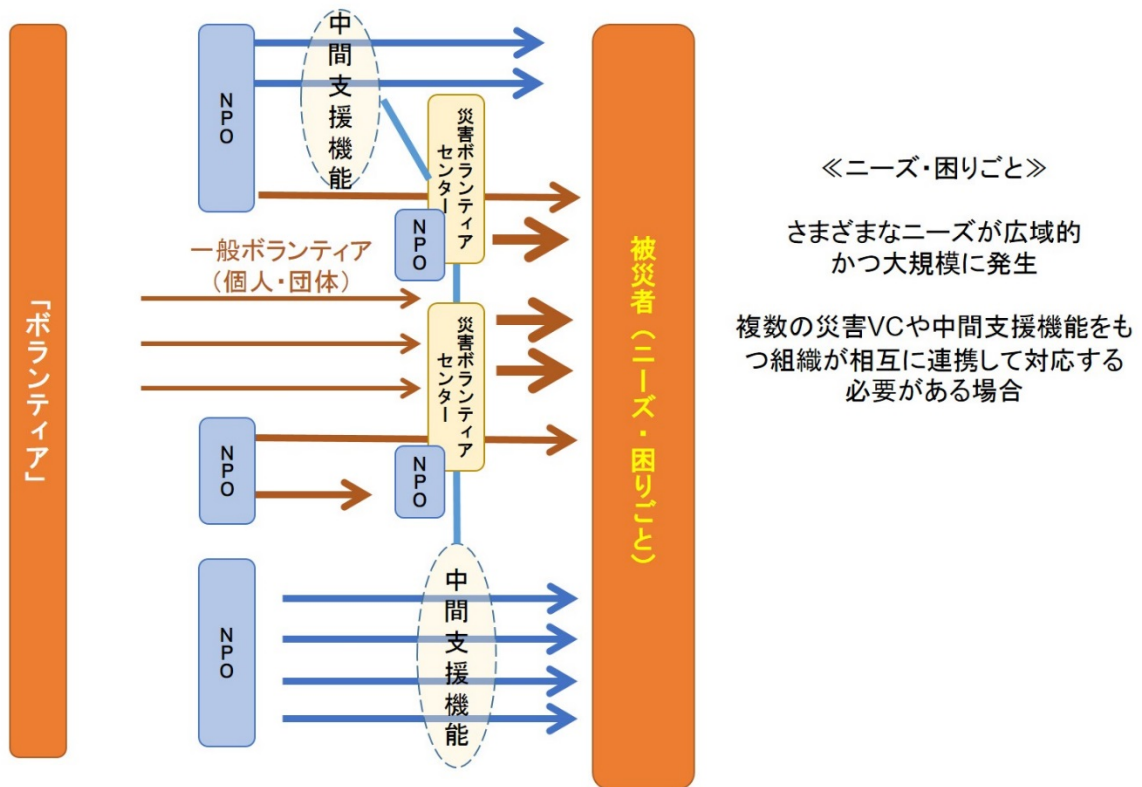 「ボランティア」
NPO
中間支援機能
災害ボランティア
センター
NPO
一般ボランティア
（個人・団体）
災害ボランティア
センター
NPO
NPO
NPO
中間支援機能
被災者（ニーズ・困りごと）
≪ニーズ・困りごと≫
さまざまなニーズが広域的
かつ大規模に発生
複数の災害VCや中間支援機能をも
つ組織が相互に連携して対応する
必要がある場合